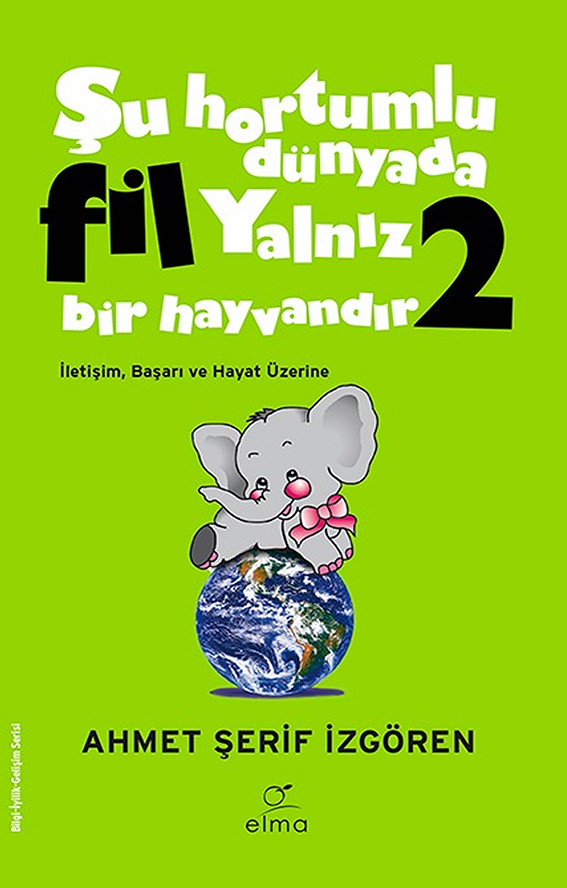 Şu hortumlu
dünyada
fil Yalnız 2
bir hayvandır
İletişim, Başarı ve Hayat Üzerine
AHMET ŞERİF İZGÖREN
elma
Bilgi-İyilik-Gelişim Serisi